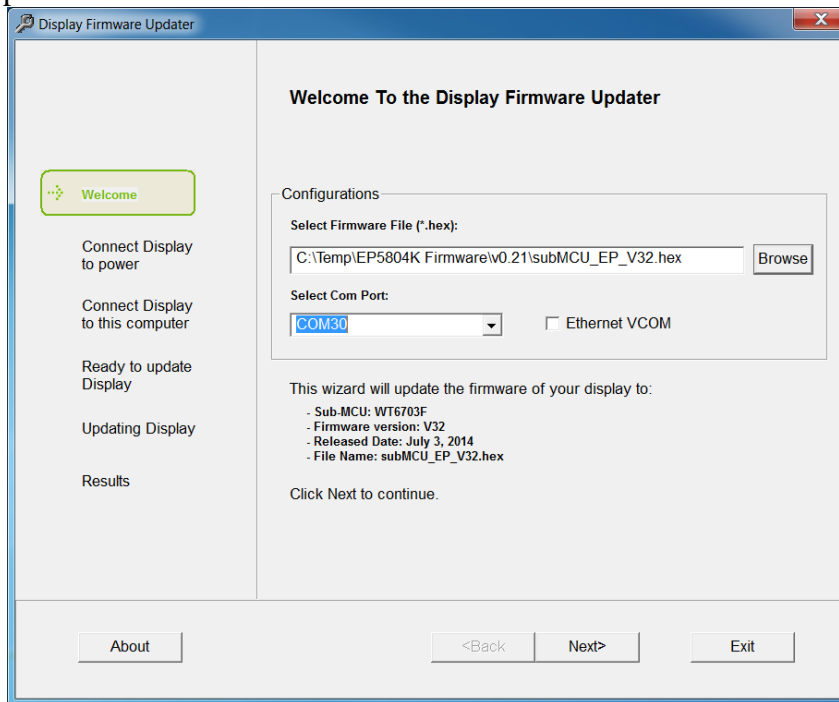 Display Firmware Updater
Welcome To the Display Firmware Updater
Welcome
Connect Display
to power
Connect Display
to this computer
Ready to update
Display
Updating Display
Results
Configurations
Select Firmware File (*.hex):
C:\Temp\EP5804K Firmware\v0.21\subMCU_EP_V32.hex
Browse
Select Com Port:
COM30
Ethernet VCOM
This wizard will update the firmware of your display to:
- Sub-MCU: WT6703F
- Firmware version: V32
- Released Date: July 3, 2014
- File Name: subMCU_EP_V32.hex
Click Next to continue.
About
<Back
Next>
Exit